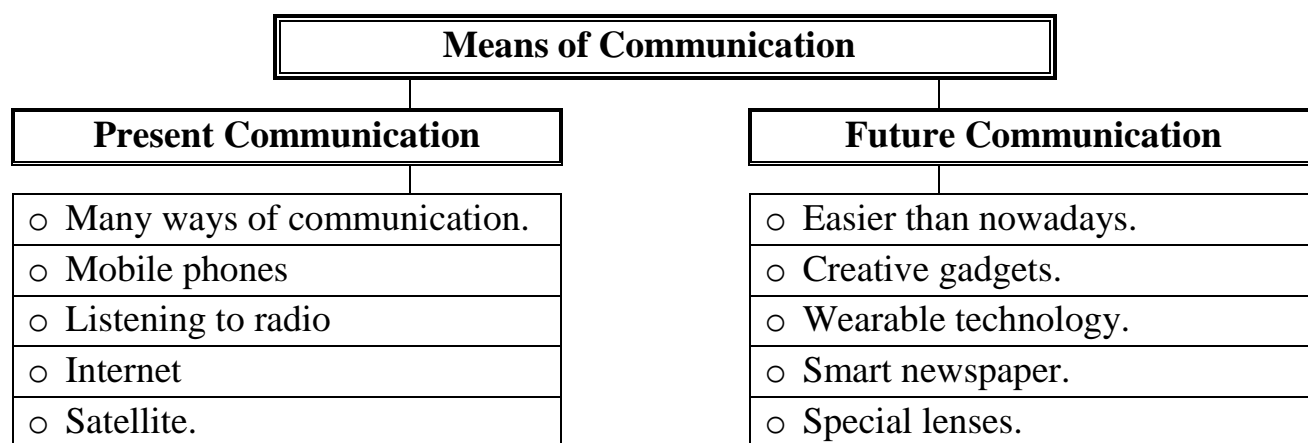 Means of Communication
Present Communication
○ Many ways of communication.
○ Mobile phones
○ Listening to radio
○ Internet
○ Satellite.
Future Communication
○ Easier than nowadays.
○ Creative gadgets.
○ Wearable technology.
○ Smart newspaper.
○ Special lenses.